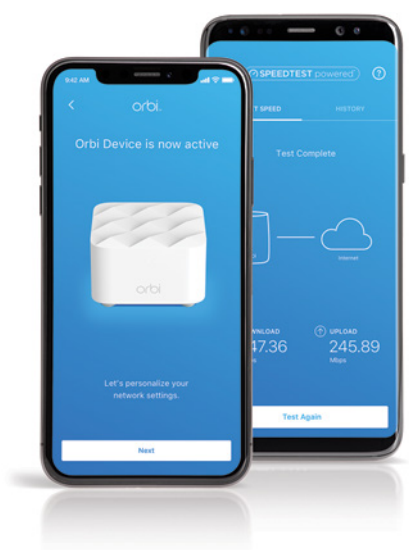 9:42 AM
orbi
Orbi Device is now active
orbi
Let's personalize your
network settings.
Next
SPEEDTEST powered
?
SPEED
HISTORY
Test Complete
Internet
UPLOAD
47.36
245.89
Mbps
Test Again